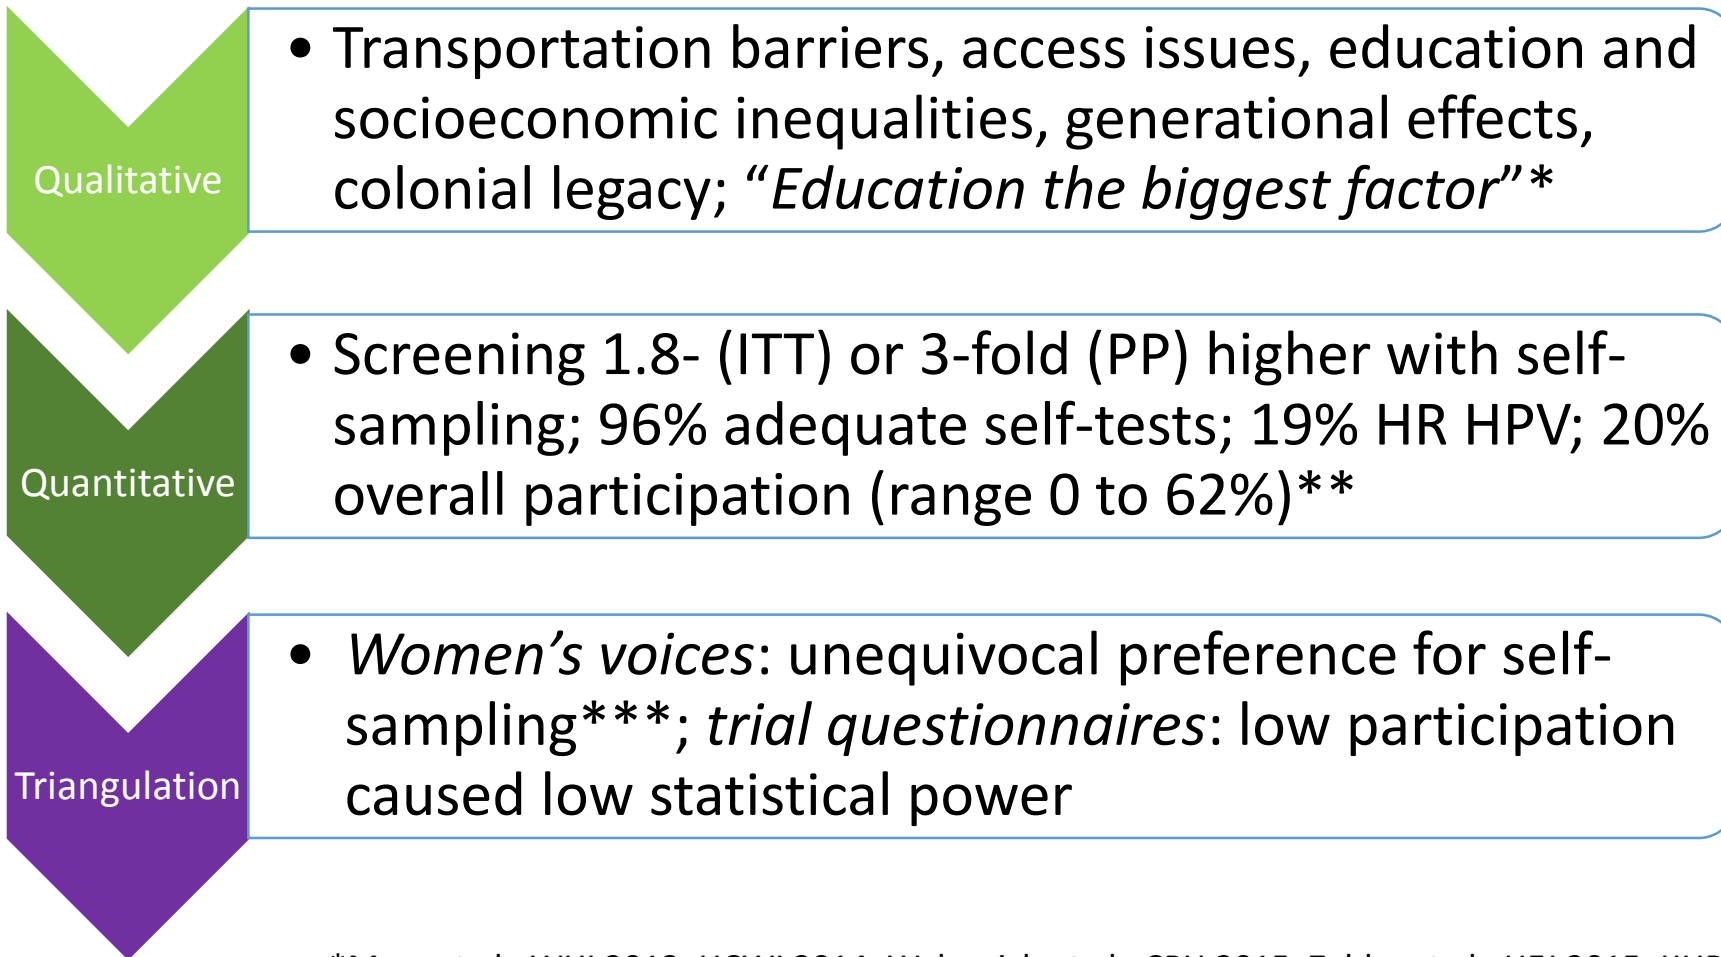 Qualitative
• Transportation barriers, access issues, education and
socioeconomic inequalities, generational effects,
colonial legacy; “Education the biggest factor”*
Quantitative
• Screening 1.8- (ITT) or 3-fold (PP) higher with self-
sampling; 96% adequate self-tests; 19% HR HPV; 20%
overall participation (range 0 to 62%)**
Triangulation
• Women’s voices: unequivocal preference for self-
sampling***; trial questionnaires: low participation
caused low statistical power